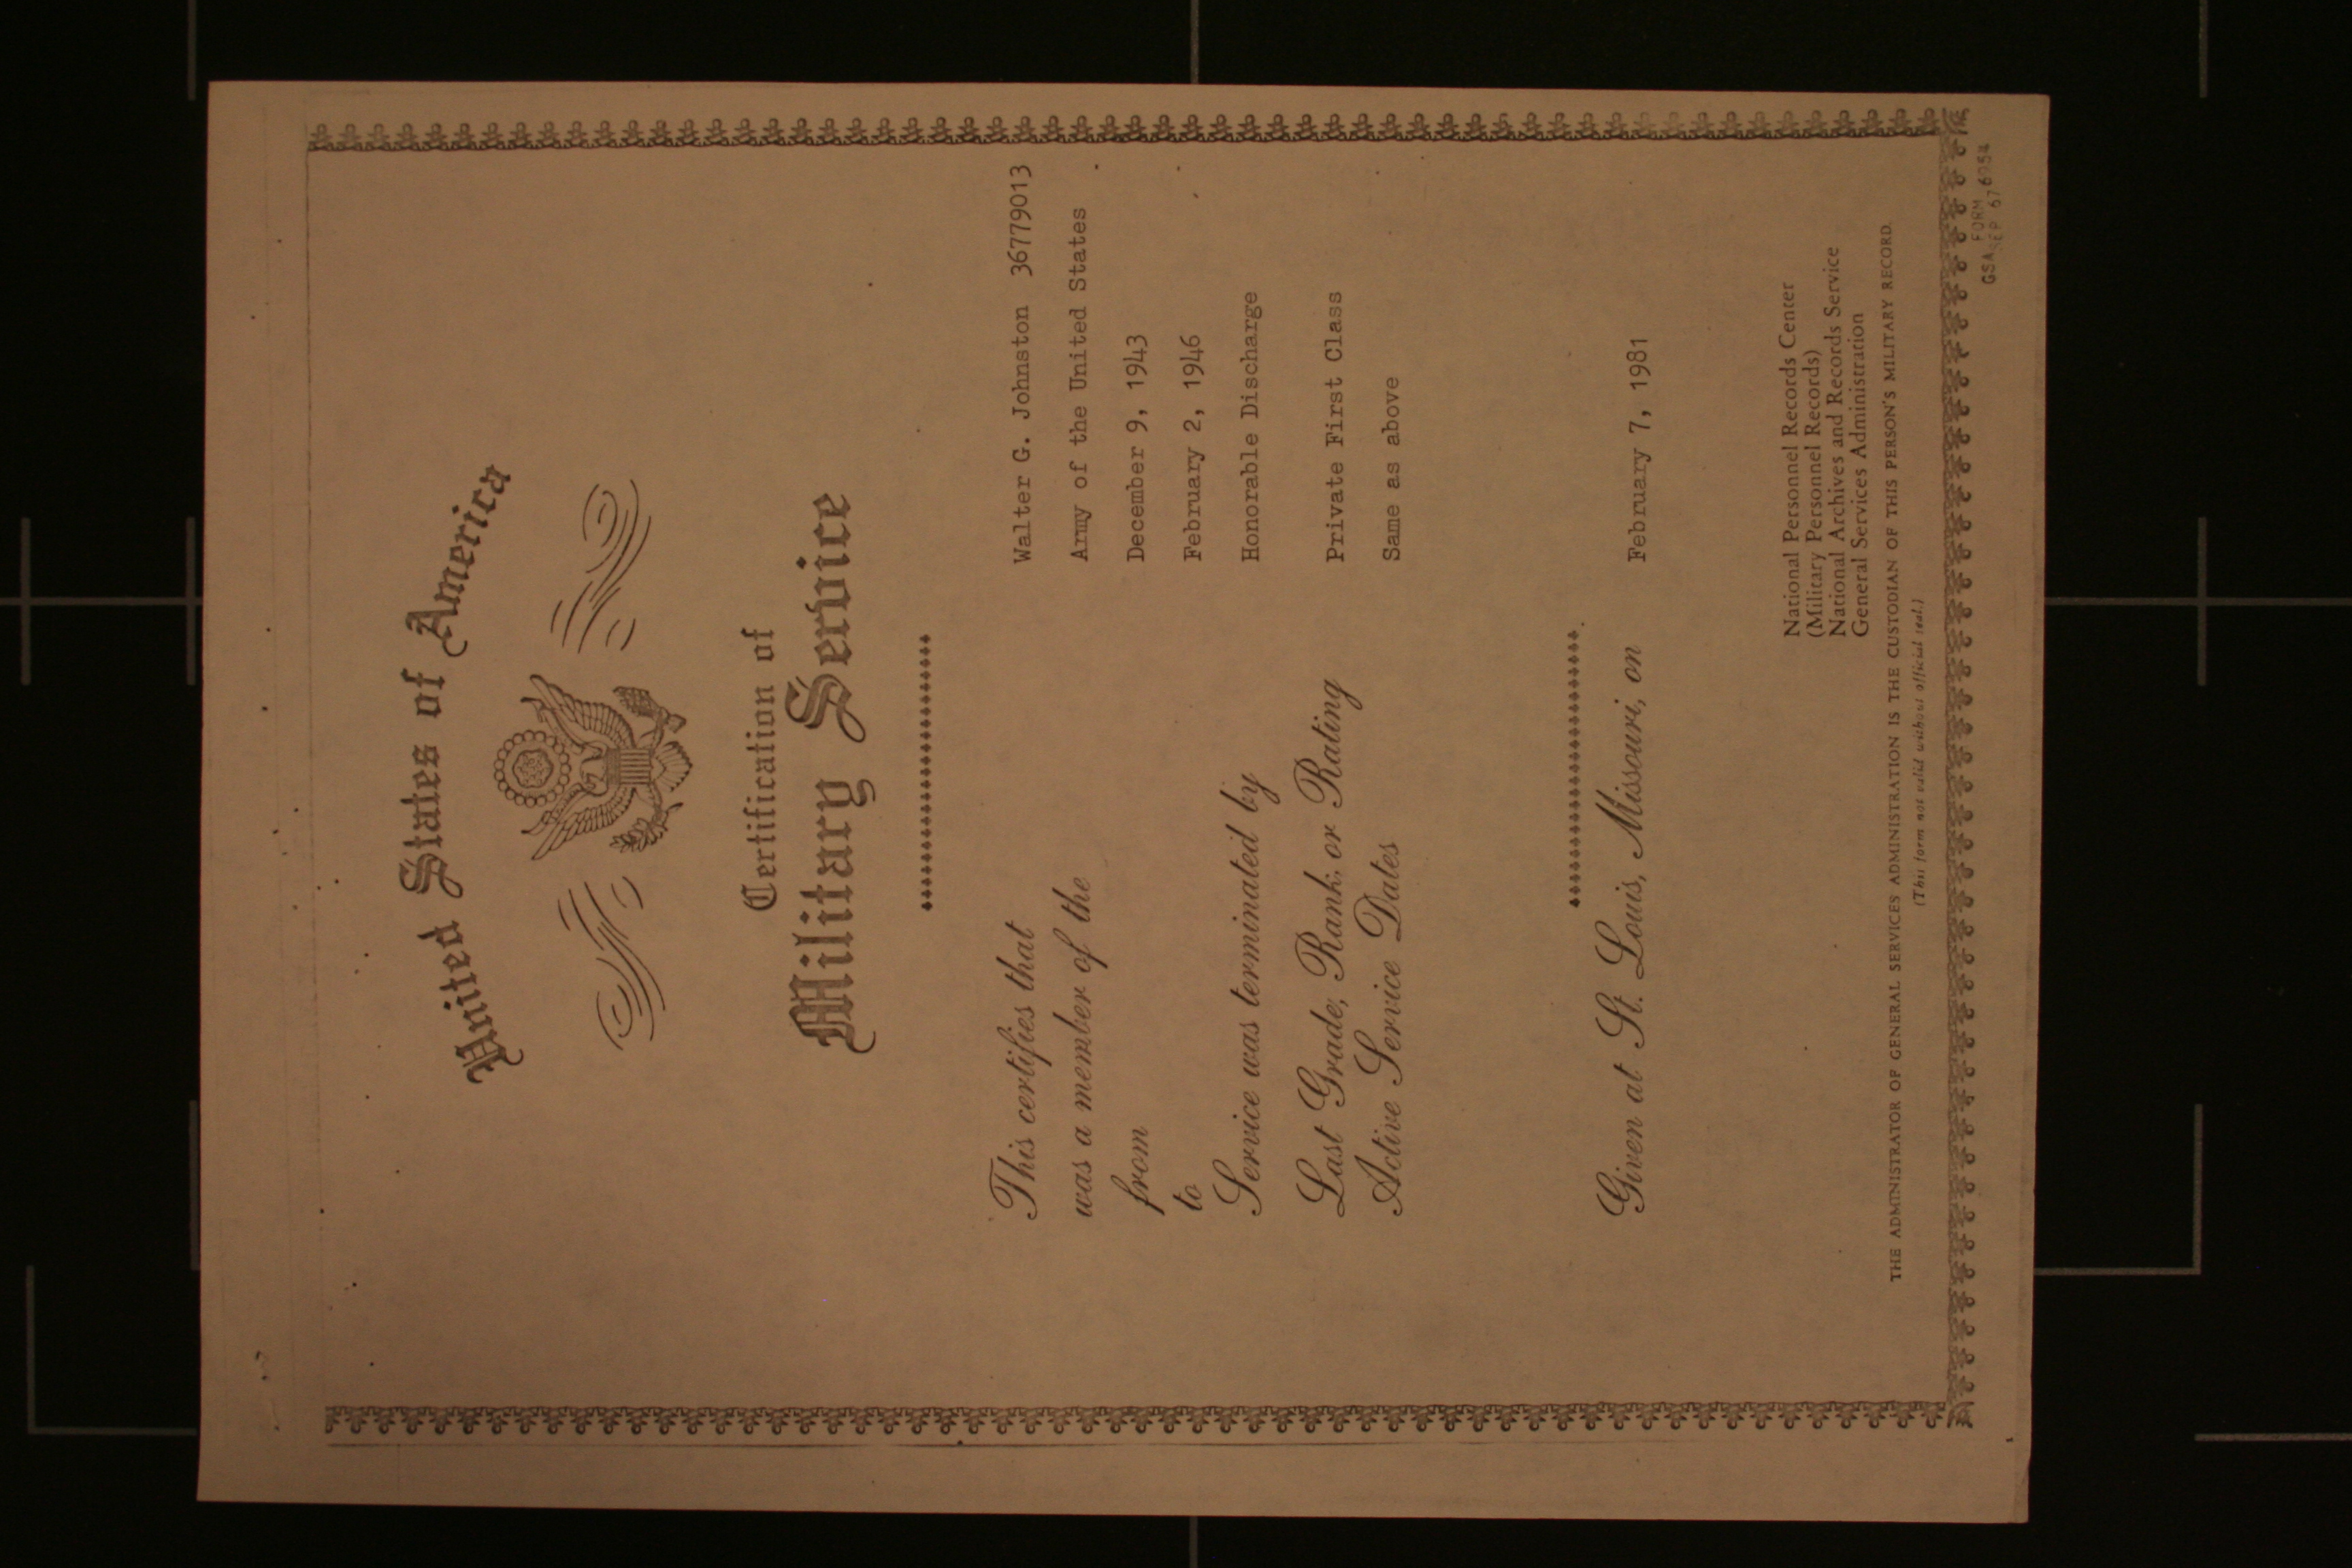 United States of America
Certification of
Military Service
This certifies that Walter G. Johnston 36779013
was a member of the Army of the United States
from December 9, 1943
to February 2, 1946
Service was terminated by Honorable Discharge
Last Grade, Rank, or Rating Private First Class
Active Service Dates Same as above
Given at St. Louis, Missouri, on February 7, 1981
National Personnel Records Center
(Military Personnel Records)
National Archives and Records Service
General Services Administration
THE ADMINISTRATOR OF GENERAL SERVICES ADMINISTRATION IS THE CUSTODIAN OF THIS PERSON'S MILITARY RECORD.
(This form not valid without official seal.)
GSA FORM 6954
SEP 67